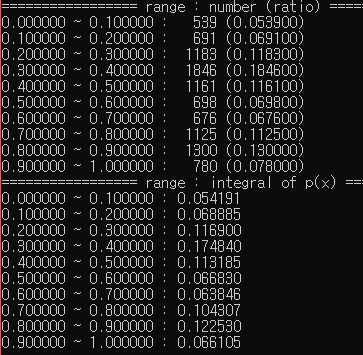 ================= range : number (ratio) =====
0.000000 ~ 0.100000 :   539 (0.053900)
0.100000 ~ 0.200000 :   691 (0.069100)
0.200000 ~ 0.300000 :  1183 (0.118300)
0.300000 ~ 0.400000 :  1846 (0.184600)
0.400000 ~ 0.500000 :  1161 (0.116100)
0.500000 ~ 0.600000 :   698 (0.069800)
0.600000 ~ 0.700000 :   676 (0.067600)
0.700000 ~ 0.800000 :  1125 (0.112500)
0.800000 ~ 0.900000 :  1300 (0.130000)
0.900000 ~ 1.000000 :   780 (0.078000)
================= range : integral of p(x) ===
0.000000 ~ 0.100000 : 0.054191
0.100000 ~ 0.200000 : 0.068885
0.200000 ~ 0.300000 : 0.116900
0.300000 ~ 0.400000 : 0.174840
0.400000 ~ 0.500000 : 0.113185
0.500000 ~ 0.600000 : 0.066830
0.600000 ~ 0.700000 : 0.063846
0.700000 ~ 0.800000 : 0.104307
0.800000 ~ 0.900000 : 0.122530
0.900000 ~ 1.000000 : 0.066105